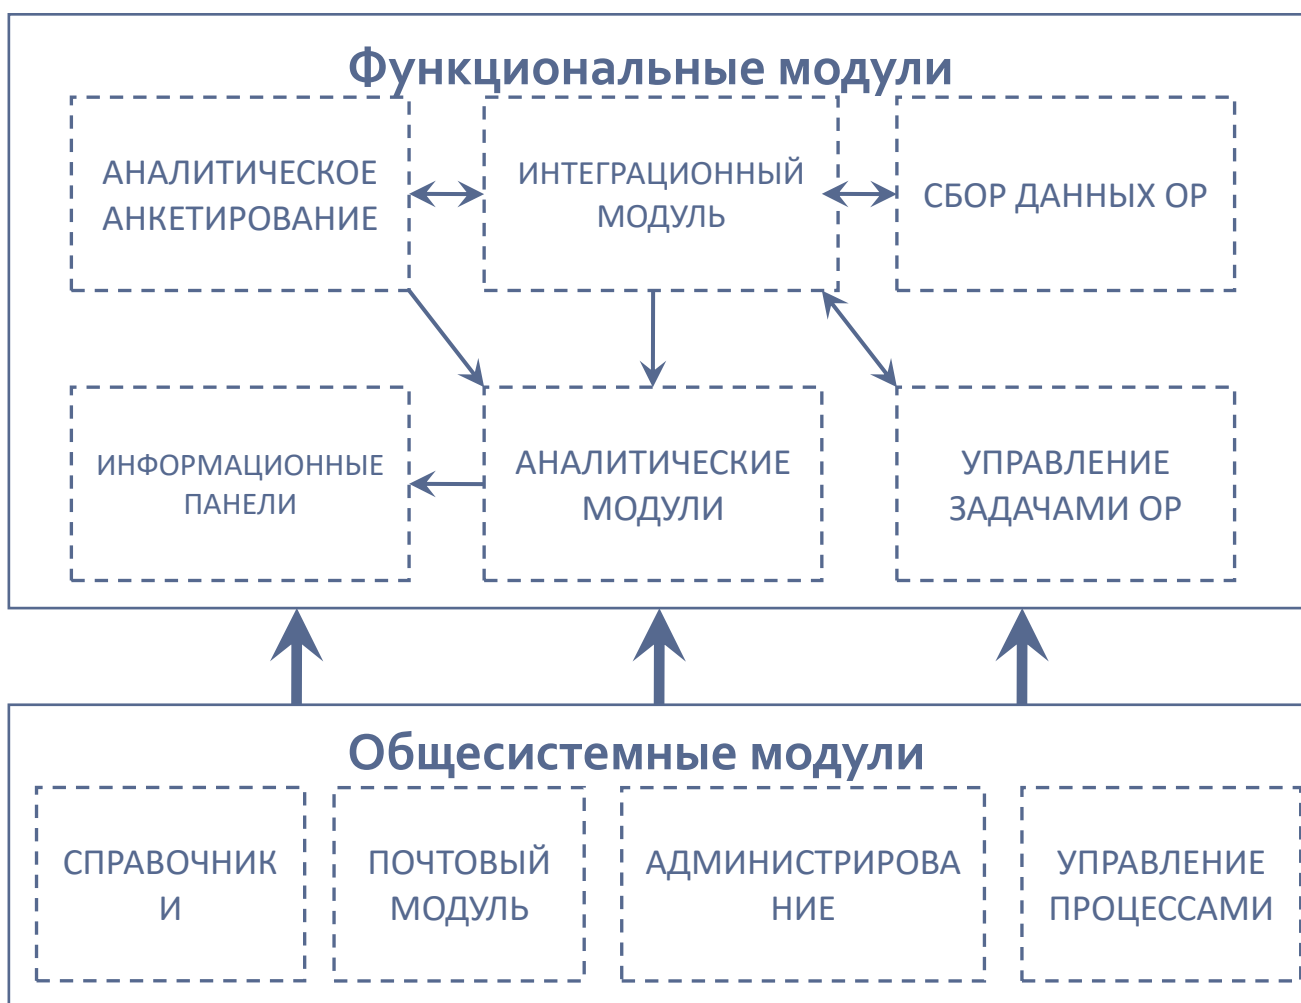 Функциональные модули
АНАЛИТИЧЕСКОЕ
АНКЕТИРОВАНИЕ
ИНТЕГРАЦИОННЫЙ
МОДУЛЬ
СБОР ДАННЫХ ОР
ИНФОРМАЦИОННЫЕ
ПАНЕЛИ
АНАЛИТИЧЕСКИЕ
МОДУЛИ
УПРАВЛЕНИЕ
ЗАДАЧАМИ ОР
Общесистемные модули
СПРАВОЧНИК
И
ПОЧТОВЫЙ
МОДУЛЬ
АДМИНИСТРИРОВА
НИЕ
УПРАВЛЕНИЕ
ПРОЦЕССАМИ